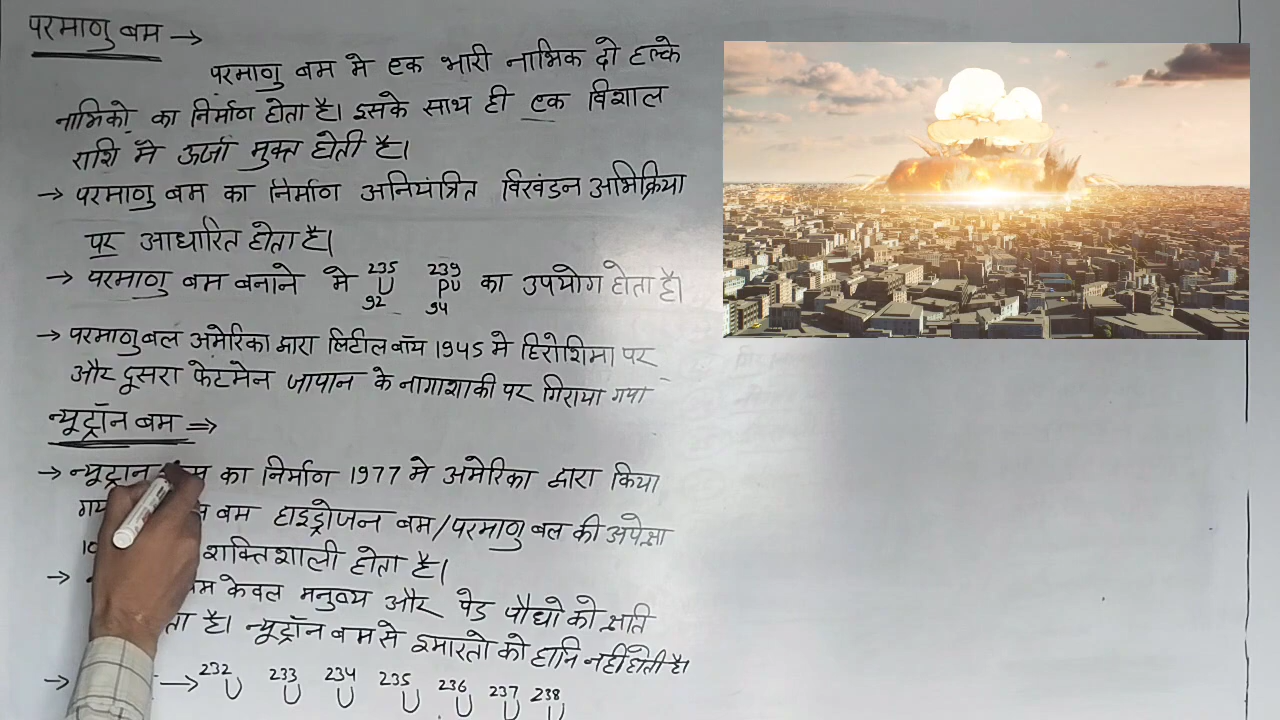 परमाणु बम →
परमाणु बम मे एक भारी नाभिक दो हल्के
नाभिको का निर्माण होता है। इसके साथ ही एक विशाल
राशि मे ऊर्जा मुक्त होती है।
→ परमाणु बम का निर्माण अनियंत्रित विखंडन अभिक्रिया
पर आधारित होता है।
→ परमाणु बम बनाने मे 235 U 92 239 PU 94 का उपयोग होता है।
→ परमाणु बल अमेरिका द्वारा लिटील बॉय 1945 मे हिरोशिमा पर
और दूसरा फेटमेन जापान के नागाशाकी पर गिराया गया
न्यूट्रॉन बम ⇒
→ न्यूट्रान का निर्माण 1977 मे अमेरिका द्वारा किया
बम हाइड्रोजन बम/परमाणु बल की अपेक्षा
शक्तिशाली होता है।
→ केवल मनुष्य और पेड पौधो को क्षति
है। न्यूट्रॉन बम से इमारतो को हानि नहीं होती है।
→ → 232 U 233 U 234 U 235 U 236 U 237 U 238 U